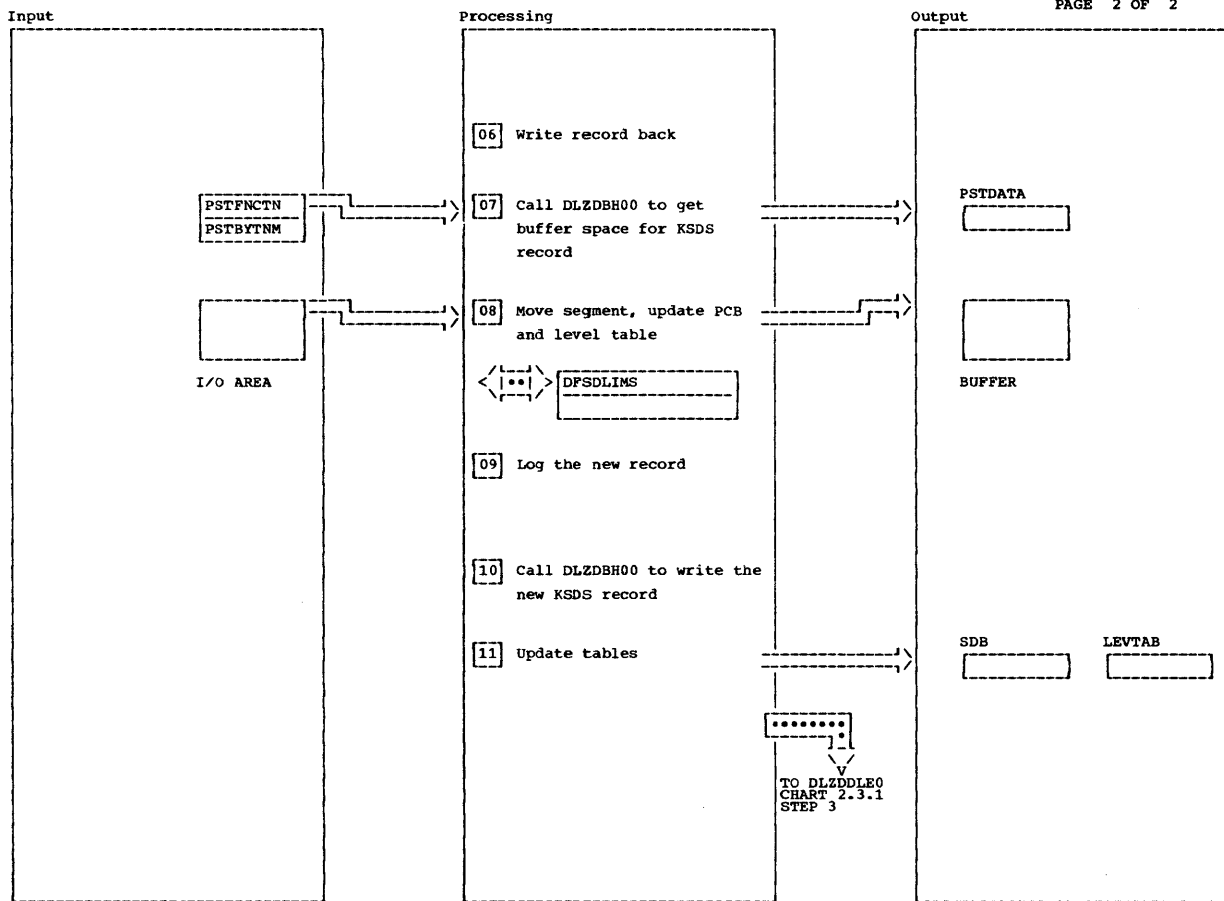 PAGE 2 OF 2
Input
Processing
Output
06 Write record back
PSTFNCTN
PSTBYTNM
07 Call DLZDBH00 to get
buffer space for KSDS
record
PSTDATA
08 Move segment, update PCB
and level table
I/O AREA
BUFFER
DFSDLIMS
09 Log the new record
10 Call DLZDBH00 to write the
new KSDS record
11 Update tables
SDB
LEVTAB
TO DLZDDLE0
CHART 2.3.1
STEP 3